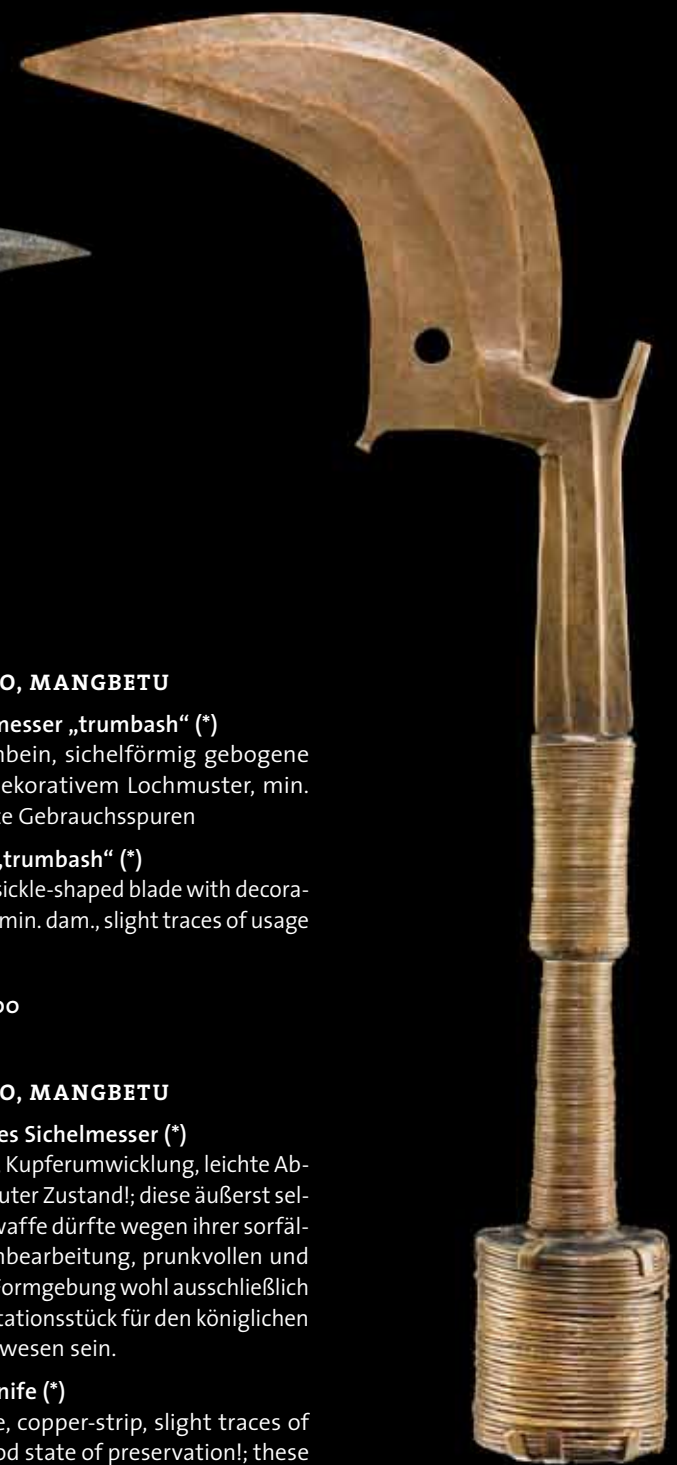 O, MANGBETU
messer „trumbash“ (*)
nbein, sichelförmig gebogene
ekorativem Lochmuster, min.
te Gebrauchsspuren
„trumbash“ (*)
sickle-shaped blade with decora-
min. dam., slight traces of usage
00
O, MANGBETU
es Sichelmesser (*)
Kupferumwicklung, leichte Ab-
uter Zustand!; diese äußerst sel-
waffe dürfte wegen ihrer sorfäl-
nbearbeitung, prunkvollen und
Formgebung wohl ausschließlich
tationsstück für den königlichen
wesen sein.
nife (*)
e, copper-strip, slight traces of
od state of preservation!; these